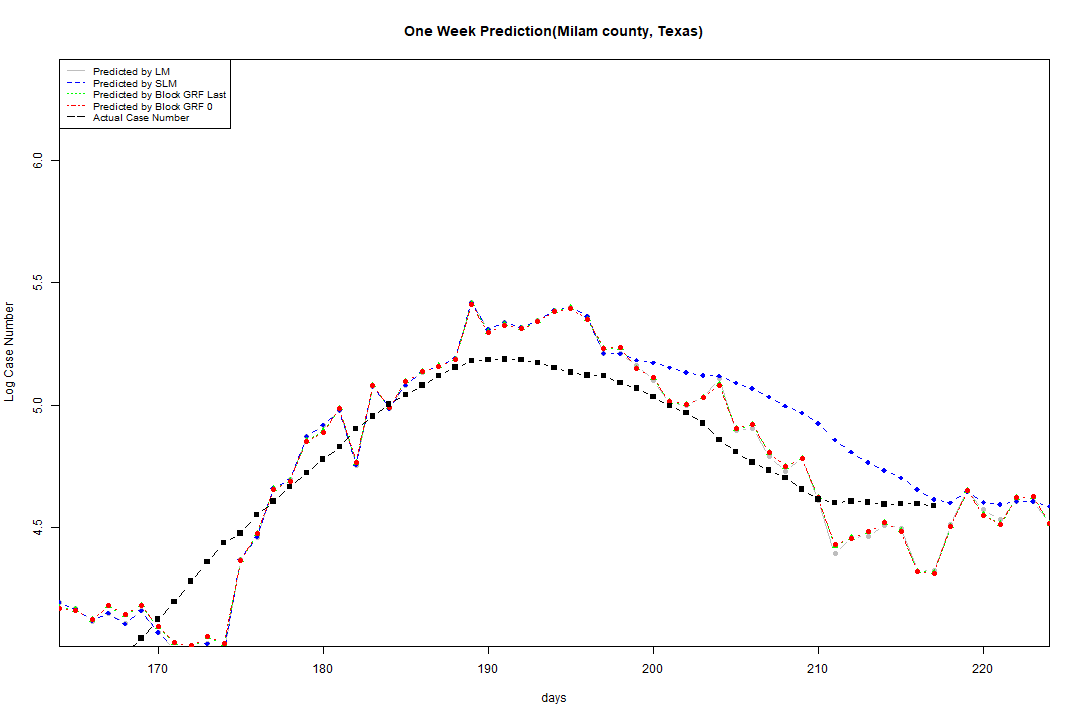 One Week Prediction(Milam county, Texas)
Predicted by LM
Predicted by SLM
Predicted by Block GRF Last
Predicted by Block GRF 0
Actual Case Number
6.0
5.5
5.0
4.5
Log Case Number
170 180 190 200 210 220
days